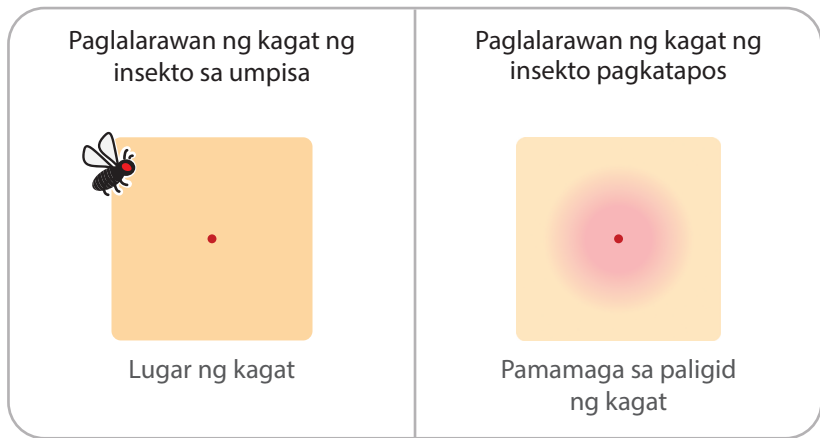 Paglalarawan ng kagat ng
insekto sa umpisa
Lugar ng kagat
Paglalarawan ng kagat ng
insekto pagkatapos
Pamamaga sa paligid
ng kagat